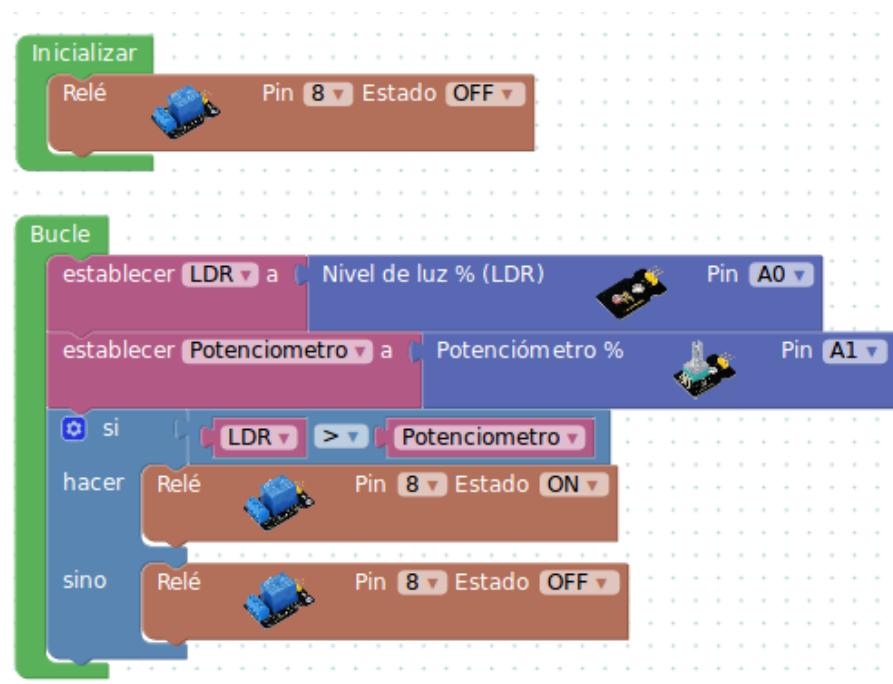 Inicializar
Relé Pin 8 Estado OFF
Bucle
establecer LDR a Nivel de luz % (LDR) Pin A0
establecer Potenciometro a Potenciómetro % Pin A1
si LDR > Potenciometro
hacer Relé Pin 8 Estado ON
sino Relé Pin 8 Estado OFF